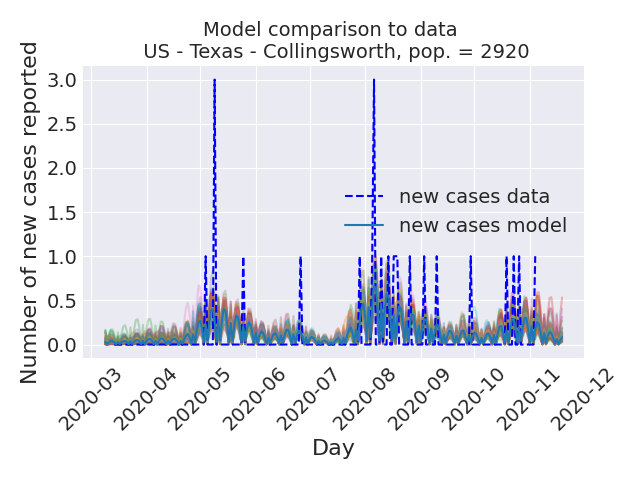 Model comparison to data
US - Texas - Collingsworth, pop. = 2920
Number of new cases reported
3.0
2.5
2.0
1.5
1.0
0.5
0.0
new cases data
new cases model
2020-03
2020-04
2020-05
2020-06
2020-07
2020-08
2020-09
2020-10
2020-11
2020-12
Day